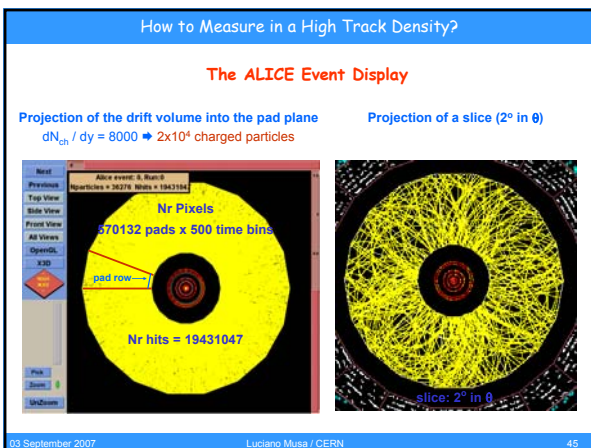 How to Measure in a High Track Density?
The ALICE Event Display
Projection of the drift volume into the pad plane
dNch / dy = 8000 ➡ 2x10⁴ charged particles
Projection of a slice (2º in θ)
Next
Previous
Top View
Side View
Front View
All Views
OpenGL
X3D
Pick
Zoom
UnZoom
Alice event: 0, Run:0
Nparticles = 36276 Nhits = 19431047
Nr Pixels
570132 pads x 500 time bins
pad row
Nr hits = 19431047
slice: 2º in θ
03 September 2007
Luciano Musa / CERN
45